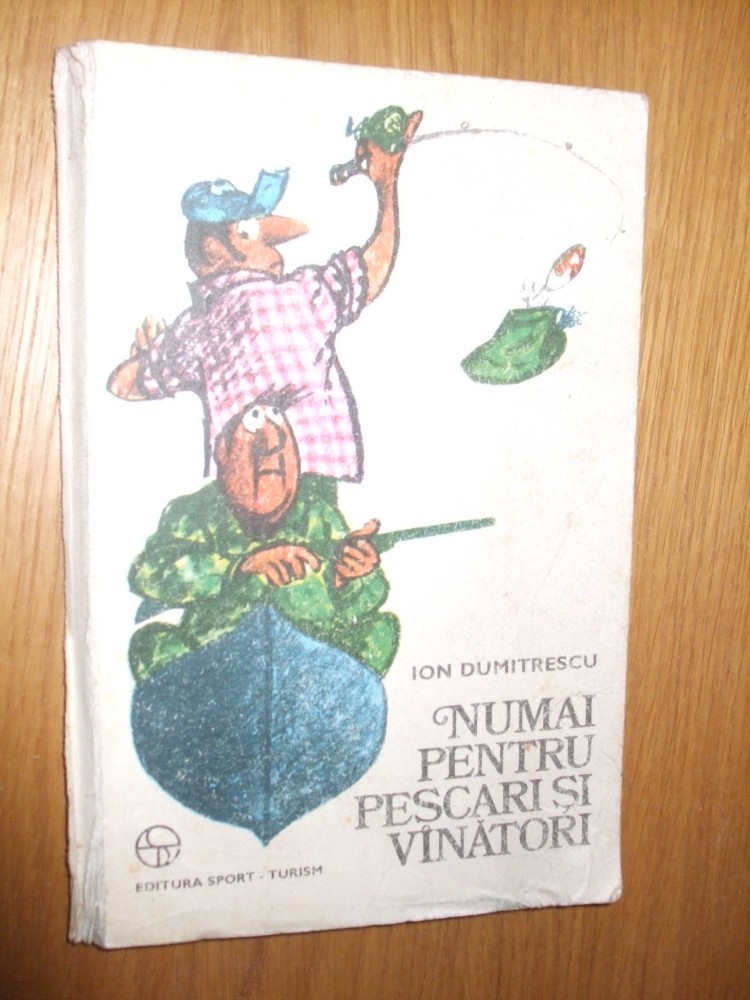 ION DUMITRESCU
NUMAI
PENTRU
PESCARI ȘI
VÎNĂTORI
EDITURA SPORT - TURISM